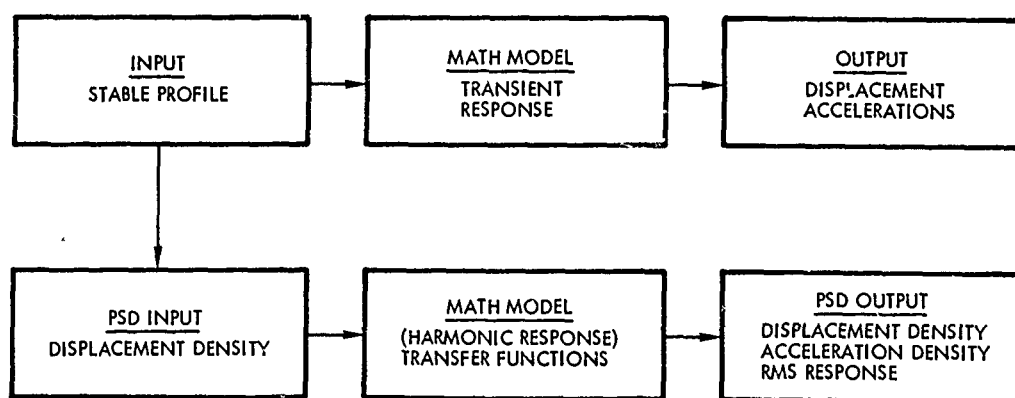 INPUT
STABLE PROFILE
MATH MODEL
TRANSIENT
RESPONSE
OUTPUT
DISPLACEMENT
ACCELERATIONS
PSD INPUT
DISPLACEMENT DENSITY
MATH MODEL
(HARMONIC RESPONSE)
TRANSFER FUNCTIONS
PSD OUTPUT
DISPLACEMENT DENSITY
ACCELERATION DENSITY
RMS RESPONSE